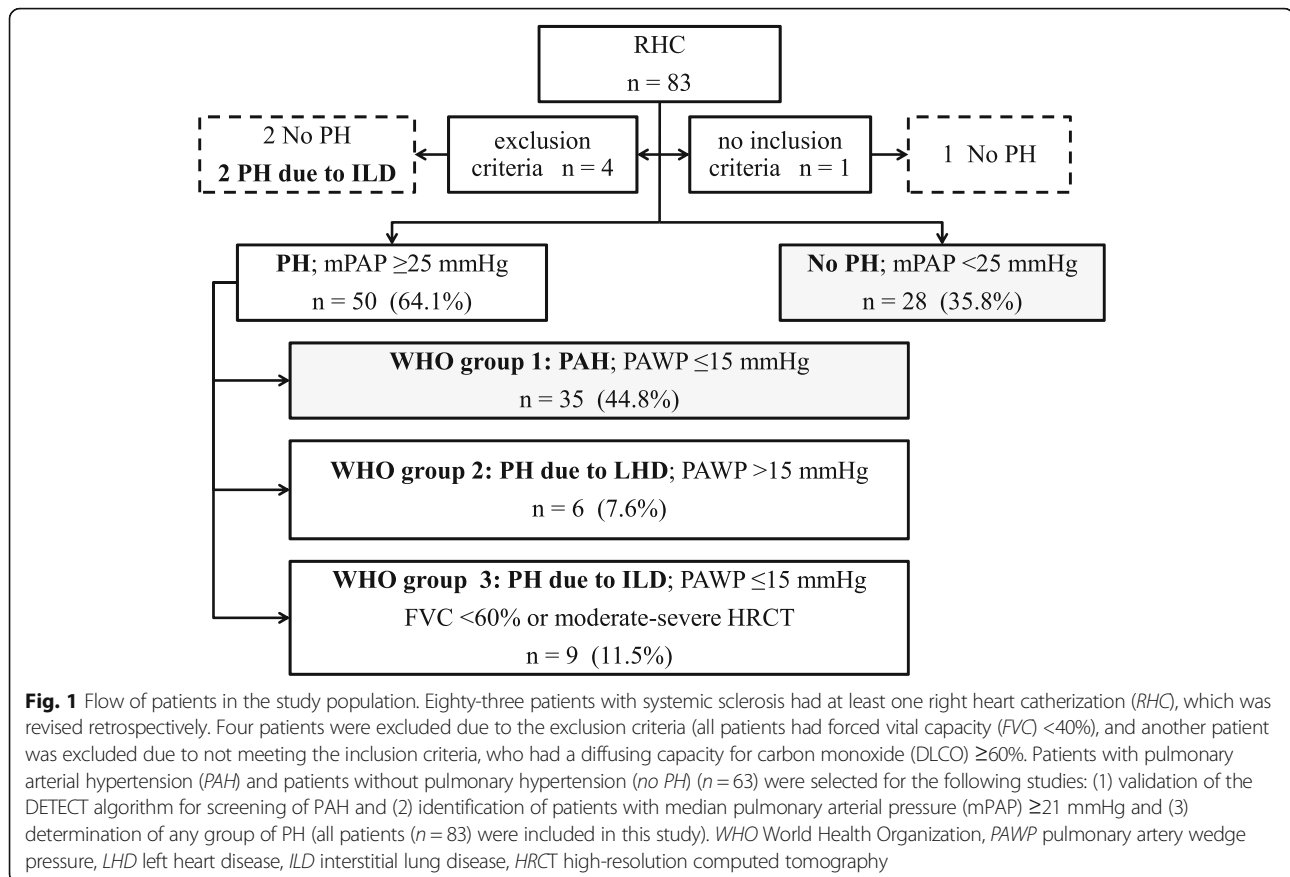 RHC
n = 83
2 No PH
2 PH due to ILD
exclusion
criteria n = 4
no inclusion
criteria n = 1
1 No PH
PH; mPAP ≥25 mmHg
n = 50 (64.1%)
No PH; mPAP <25 mmHg
n = 28 (35.8%)
WHO group 1: PAH; PAWP ≤15 mmHg
n = 35 (44.8%)
WHO group 2: PH due to LHD; PAWP >15 mmHg
n = 6 (7.6%)
WHO group 3: PH due to ILD; PAWP ≤15 mmHg
FVC <60% or moderate-severe HRCT
n = 9 (11.5%)
Fig. 1 Flow of patients in the study population. Eighty-three patients with systemic sclerosis had at least one right heart catherization (RHC), which was
revised retrospectively. Four patients were excluded due to the exclusion criteria (all patients had forced vital capacity (FVC) <40%), and another patient
was excluded due to not meeting the inclusion criteria, who had a diffusing capacity for carbon monoxide (DLCO) ≥60%. Patients with pulmonary
arterial hypertension (PAH) and patients without pulmonary hypertension (no PH) (n = 63) were selected for the following studies: (1) validation of the
DETECT algorithm for screening of PAH and (2) identification of patients with median pulmonary arterial pressure (mPAP) ≥21 mmHg and (3)
determination of any group of PH (all patients (n = 83) were included in this study). WHO World Health Organization, PAWP pulmonary artery wedge
pressure, LHD left heart disease, ILD interstitial lung disease, HRCT high-resolution computed tomography